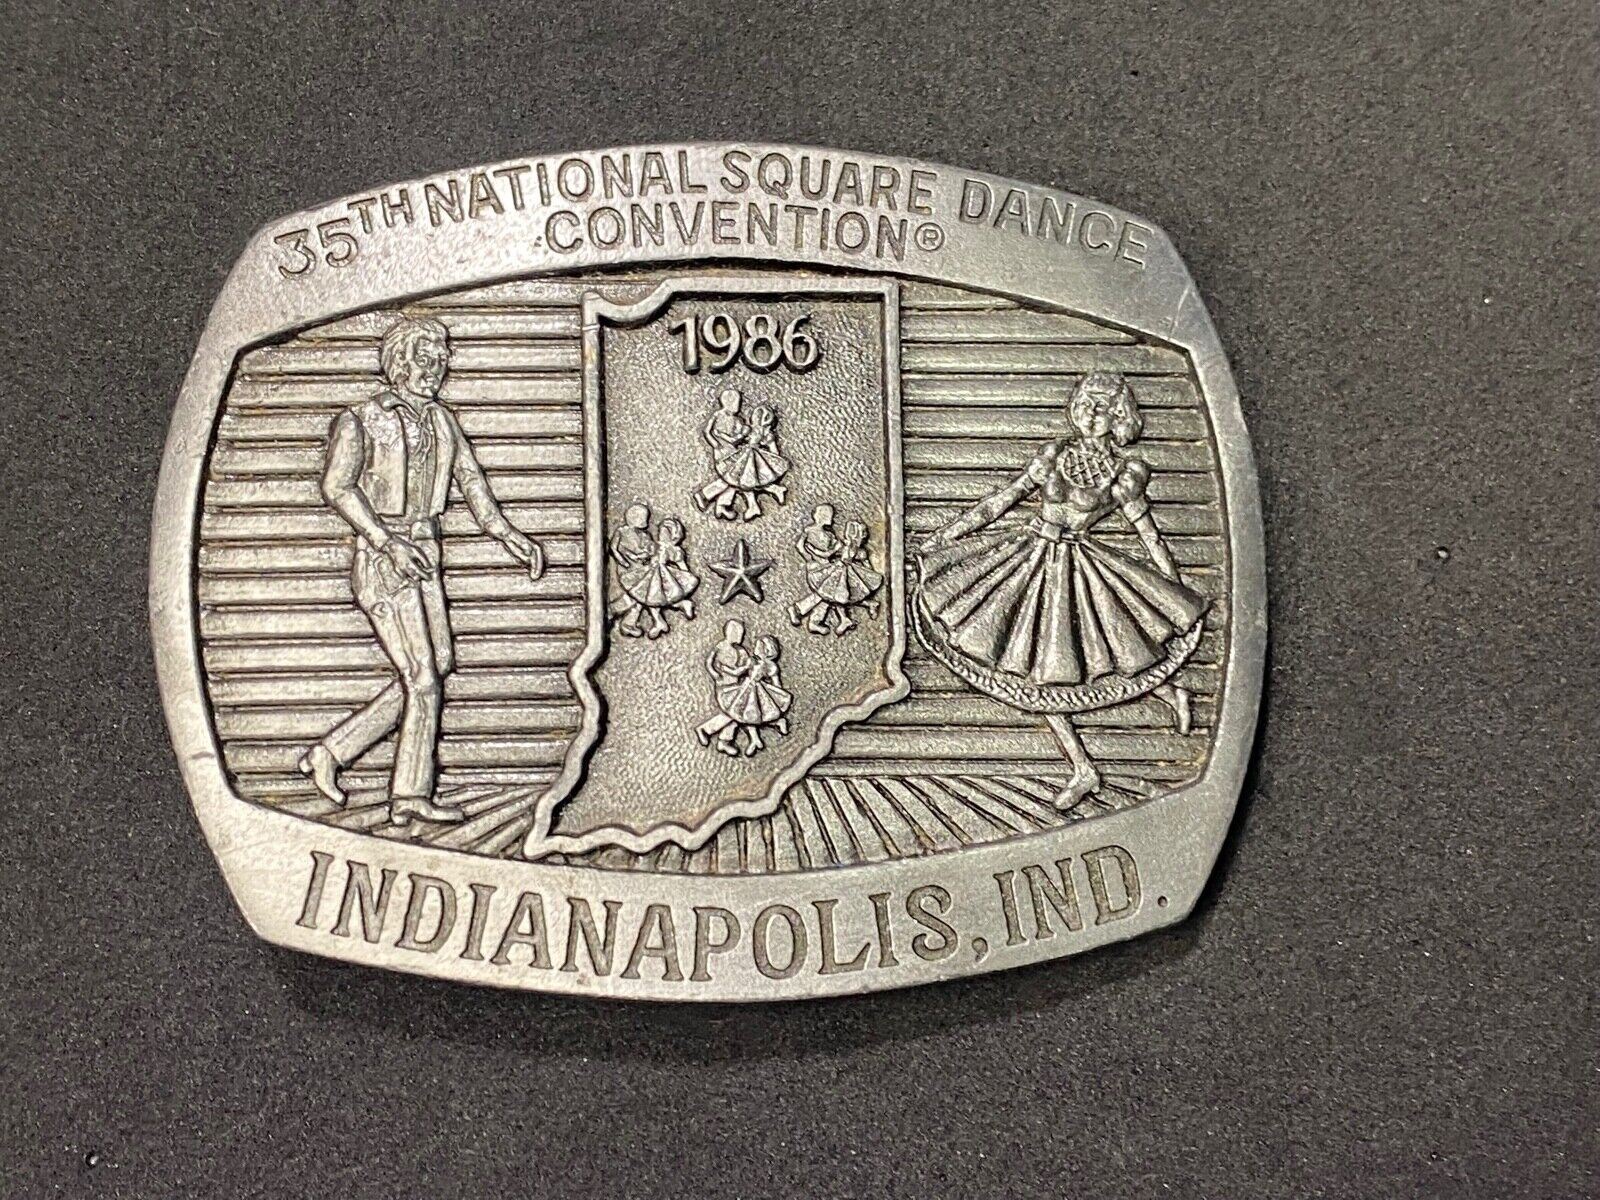 35TH NATIONAL SQUARE DANCE
CONVENTION®
1986
INDIANAPOLIS, IND.